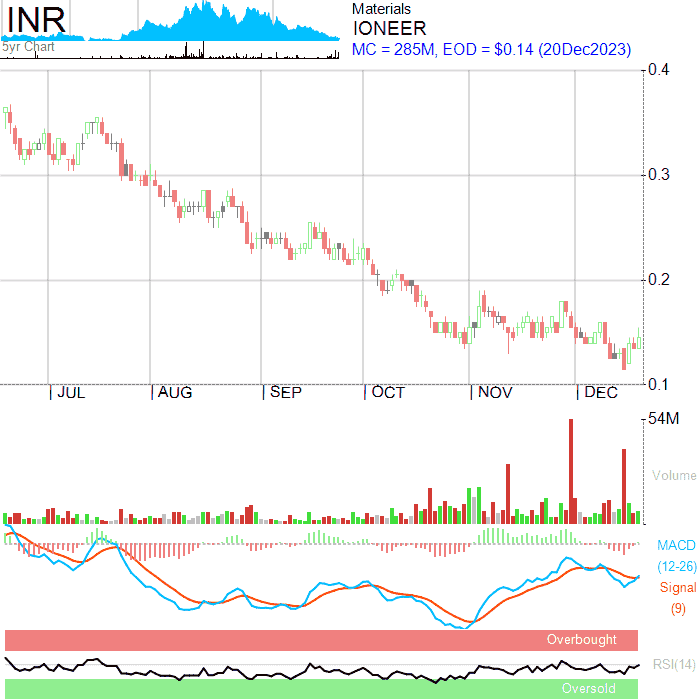 INR
5yr Chart
Materials
IONEER
MC = 285M, EOD = $0.14 (20Dec2023)
0.4
0.3
0.2
0.1
JUL AUG SEP OCT NOV DEC
54M
Volume
MACD
(12-26)
Signal
(9)
Overbought
RSI(14)
Oversold